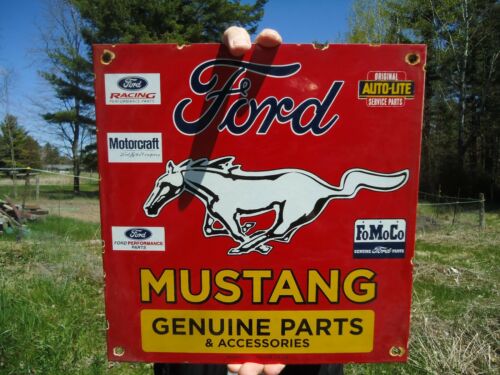 Ford
Ford
RACING
PERFORMANCE PARTS
ORIGINAL
AUTO-LITE
SERVICE PARTS
Motorcraft
Ford
PERFORMANCE
PARTS
FoMoCo
GENUINE Ford PARTS
MUSTANG
GENUINE PARTS
& ACCESSORIES